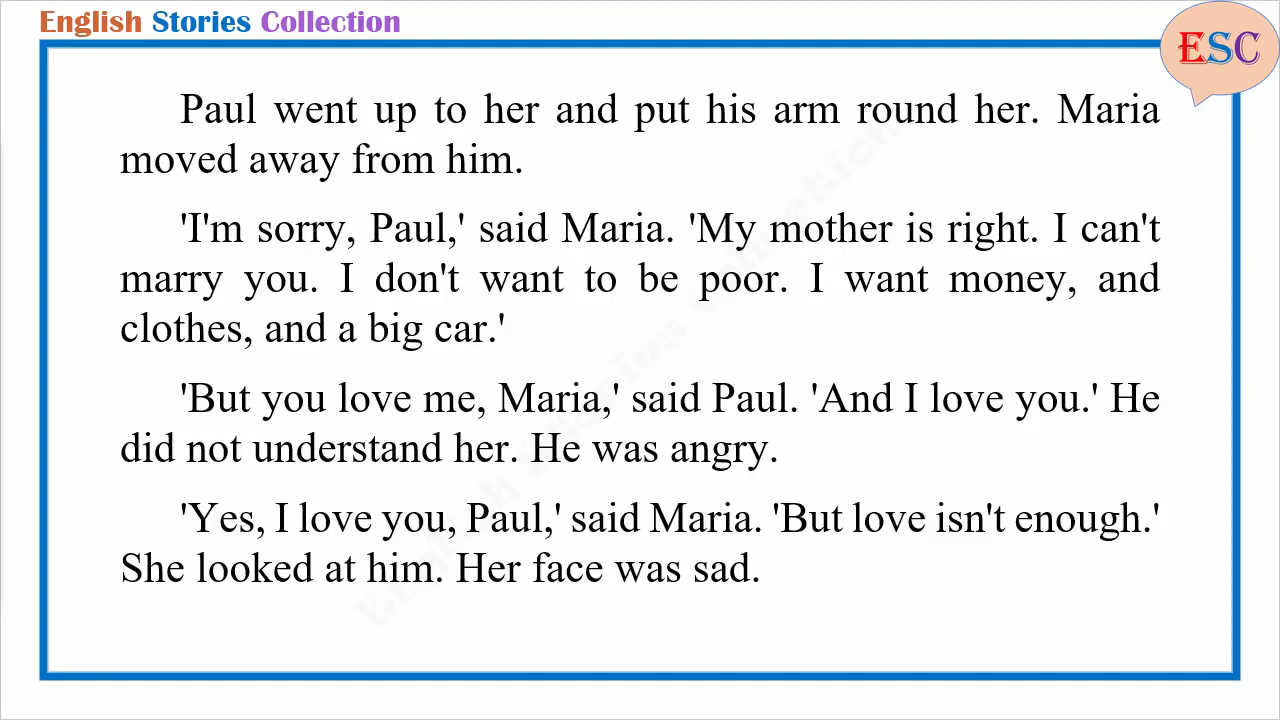 English Stories Collection
ESC
Paul went up to her and put his arm round her. Maria
moved away from him.
'I'm sorry, Paul,' said Maria. 'My mother is right. I can't
marry you. I don't want to be poor. I want money, and
clothes, and a big car.'
'But you love me, Maria,' said Paul. 'And I love you.' He
did not understand her. He was angry.
'Yes, I love you, Paul,' said Maria. 'But love isn't enough.'
She looked at him. Her face was sad.
English Stories Collection